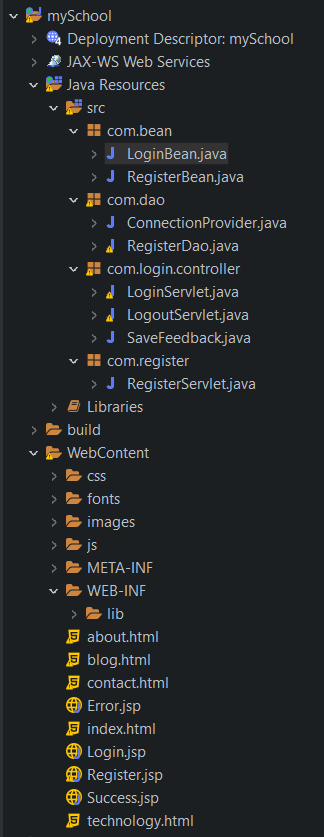 mySchool
Deployment Descriptor: mySchool
JAX-WS Web Services
Java Resources
src
com.bean
LoginBean.java
RegisterBean.java
com.dao
ConnectionProvider.java
RegisterDao.java
com.login.controller
LoginServlet.java
LogoutServlet.java
SaveFeedback.java
com.register
RegisterServlet.java
Libraries
build
WebContent
css
fonts
images
js
META-INF
WEB-INF
lib
about.html
blog.html
contact.html
Error.jsp
index.html
Login.jsp
Register.jsp
Success.jsp
technology.html